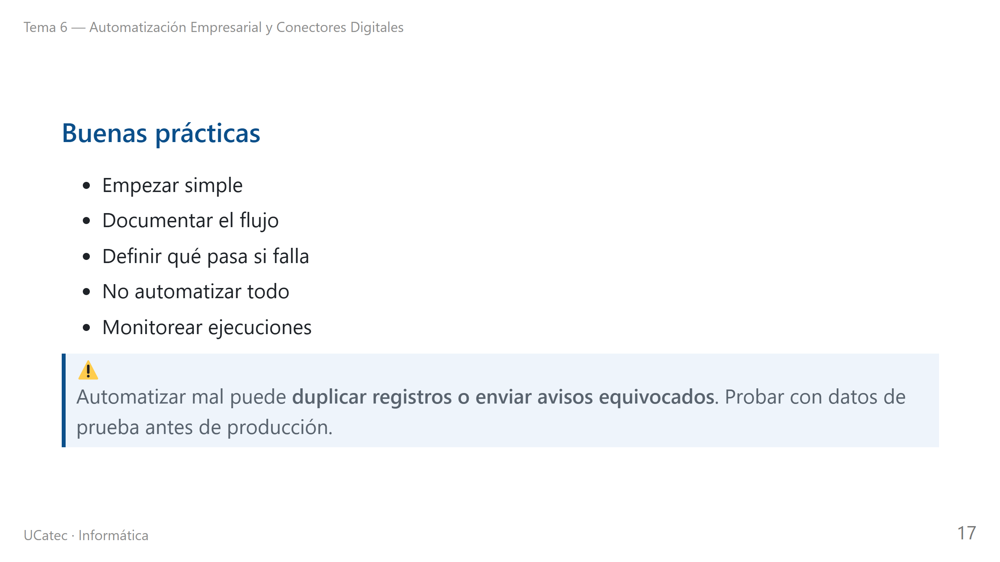 Tema 6 — Automatización Empresarial y Conectores Digitales
Buenas prácticas
• Empezar simple
• Documentar el flujo
• Definir qué pasa si falla
• No automatizar todo
• Monitorear ejecuciones
⚠️
Automatizar mal puede duplicar registros o enviar avisos equivocados. Probar con datos de
prueba antes de producción.
UCatec · Informática
17